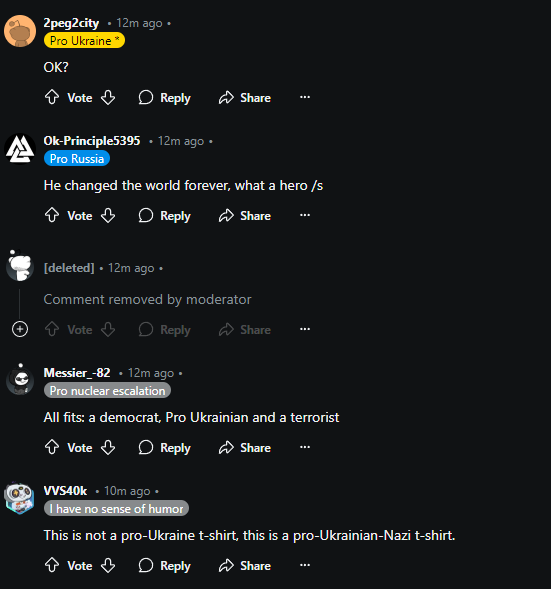 2peg2city • 12m ago •
Pro Ukraine *
OK?
Vote Reply Share ...
Ok-Principle5395 • 12m ago •
Pro Russia
He changed the world forever, what a hero /s
Vote Reply Share ...
[deleted] • 12m ago •
Comment removed by moderator
Vote Reply Share ...
Messier_-82 • 12m ago •
Pro nuclear escalation
All fits: a democrat, Pro Ukrainian and a terrorist
Vote Reply Share ...
VVS40k • 10m ago •
I have no sense of humor
This is not a pro-Ukraine t-shirt, this is a pro-Ukrainian-Nazi t-shirt.
Vote Reply Share ...